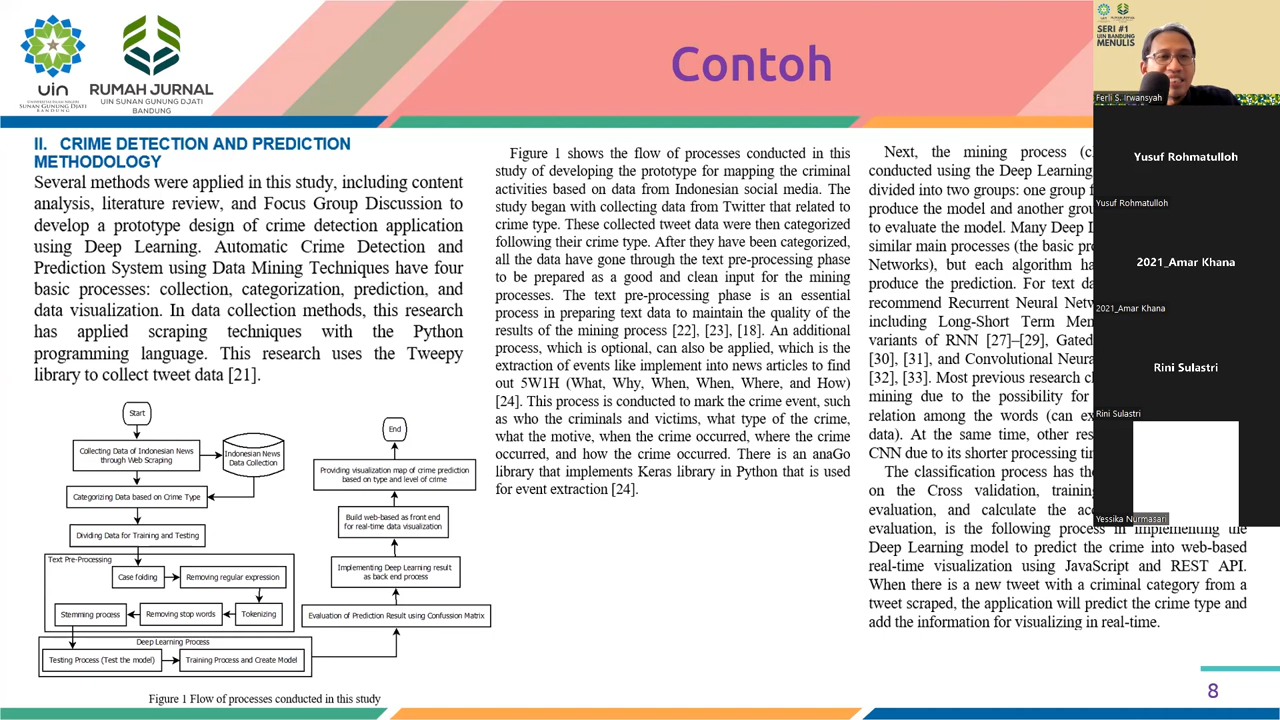 uin
UNIVERSITAS ISLAM NEGERI
SUNAN GUNUNG DJATI
BANDUNG
RUMAH JURNAL
UIN SUNAN GUNUNG DJATI
BANDUNG
Contoh
SERI #1
UIN BANDUNG
MENULIS
Ferli S. Irwansyah
Yusuf Rohmatulloh
Yusuf Rohmatulloh
2021_Amar Khana
2021_Amar Khana
Rini Sulastri
Rini Sulastri
Yessika Nurmasari
II. CRIME DETECTION AND PREDICTION
METHODOLOGY
Several methods were applied in this study, including content
analysis, literature review, and Focus Group Discussion to
develop a prototype design of crime detection application
using Deep Learning. Automatic Crime Detection and
Prediction System using Data Mining Techniques have four
basic processes: collection, categorization, prediction, and
data visualization. In data collection methods, this research
has applied scraping techniques with the Python
programming language. This research uses the Tweepy
library to collect tweet data [21].
Start
Collecting Data of Indonesian News
through Web Scraping
Indonesian News
Data Collection
Categorizing Data based on Crime Type
Dividing Data for Training and Testing
Text Pre-Processing
Case folding
Removing regular expression
Tokenizing
Removing stop words
Stemming process
Deep Learning Process
Testing Process (Test the model)
Training Process and Create Model
Evaluation of Prediction Result using Confussion Matrix
Implementing Deep Learning result
as back end process
Build web-based as front end
for real-time data visualization
Providing visualization map of crime prediction
based on type and level of crime
End
Figure 1 Flow of processes conducted in this study
Figure 1 shows the flow of processes conducted in this
study of developing the prototype for mapping the criminal
activities based on data from Indonesian social media. The
study began with collecting data from Twitter that related to
crime type. These collected tweet data were then categorized
following their crime type. After they have been categorized,
all the data have gone through the text pre-processing phase
to be prepared as a good and clean input for the mining
processes. The text pre-processing phase is an essential
process in preparing text data to maintain the quality of the
results of the mining process [22], [23], [18]. An additional
process, which is optional, can also be applied, which is the
extraction of events like implement into news articles to find
out 5W1H (What, Why, When, When, Where, and How)
[24]. This process is conducted to mark the crime event, such
as who the criminals and victims, what type of the crime,
what the motive, when the crime occurred, where the crime
occurred, and how the crime occurred. There is an anaGo
library that implements Keras library in Python that is used
for event extraction [24].
Next, the mining process (c
conducted using the Deep Learning
divided into two groups: one group f
produce the model and another grou
to evaluate the model. Many Deep L
similar main processes (the basic pro
Networks), but each algorithm ha
produce the prediction. For text da
recommend Recurrent Neural Netw
including Long-Short Term Mem
variants of RNN [27]–[29], Gated
[30], [31], and Convolutional Neura
[32], [33]. Most previous research cl
mining due to the possibility for
relation among the words (can ex
data). At the same time, other res
CNN due to its shorter processing tim
The classification process has the
on the Cross validation, training
evaluation, and calculate the acc
evaluation, is the following process in implementing the
Deep Learning model to predict the crime into web-based
real-time visualization using JavaScript and REST API.
When there is a new tweet with a criminal category from a
tweet scraped, the application will predict the crime type and
add the information for visualizing in real-time.
8